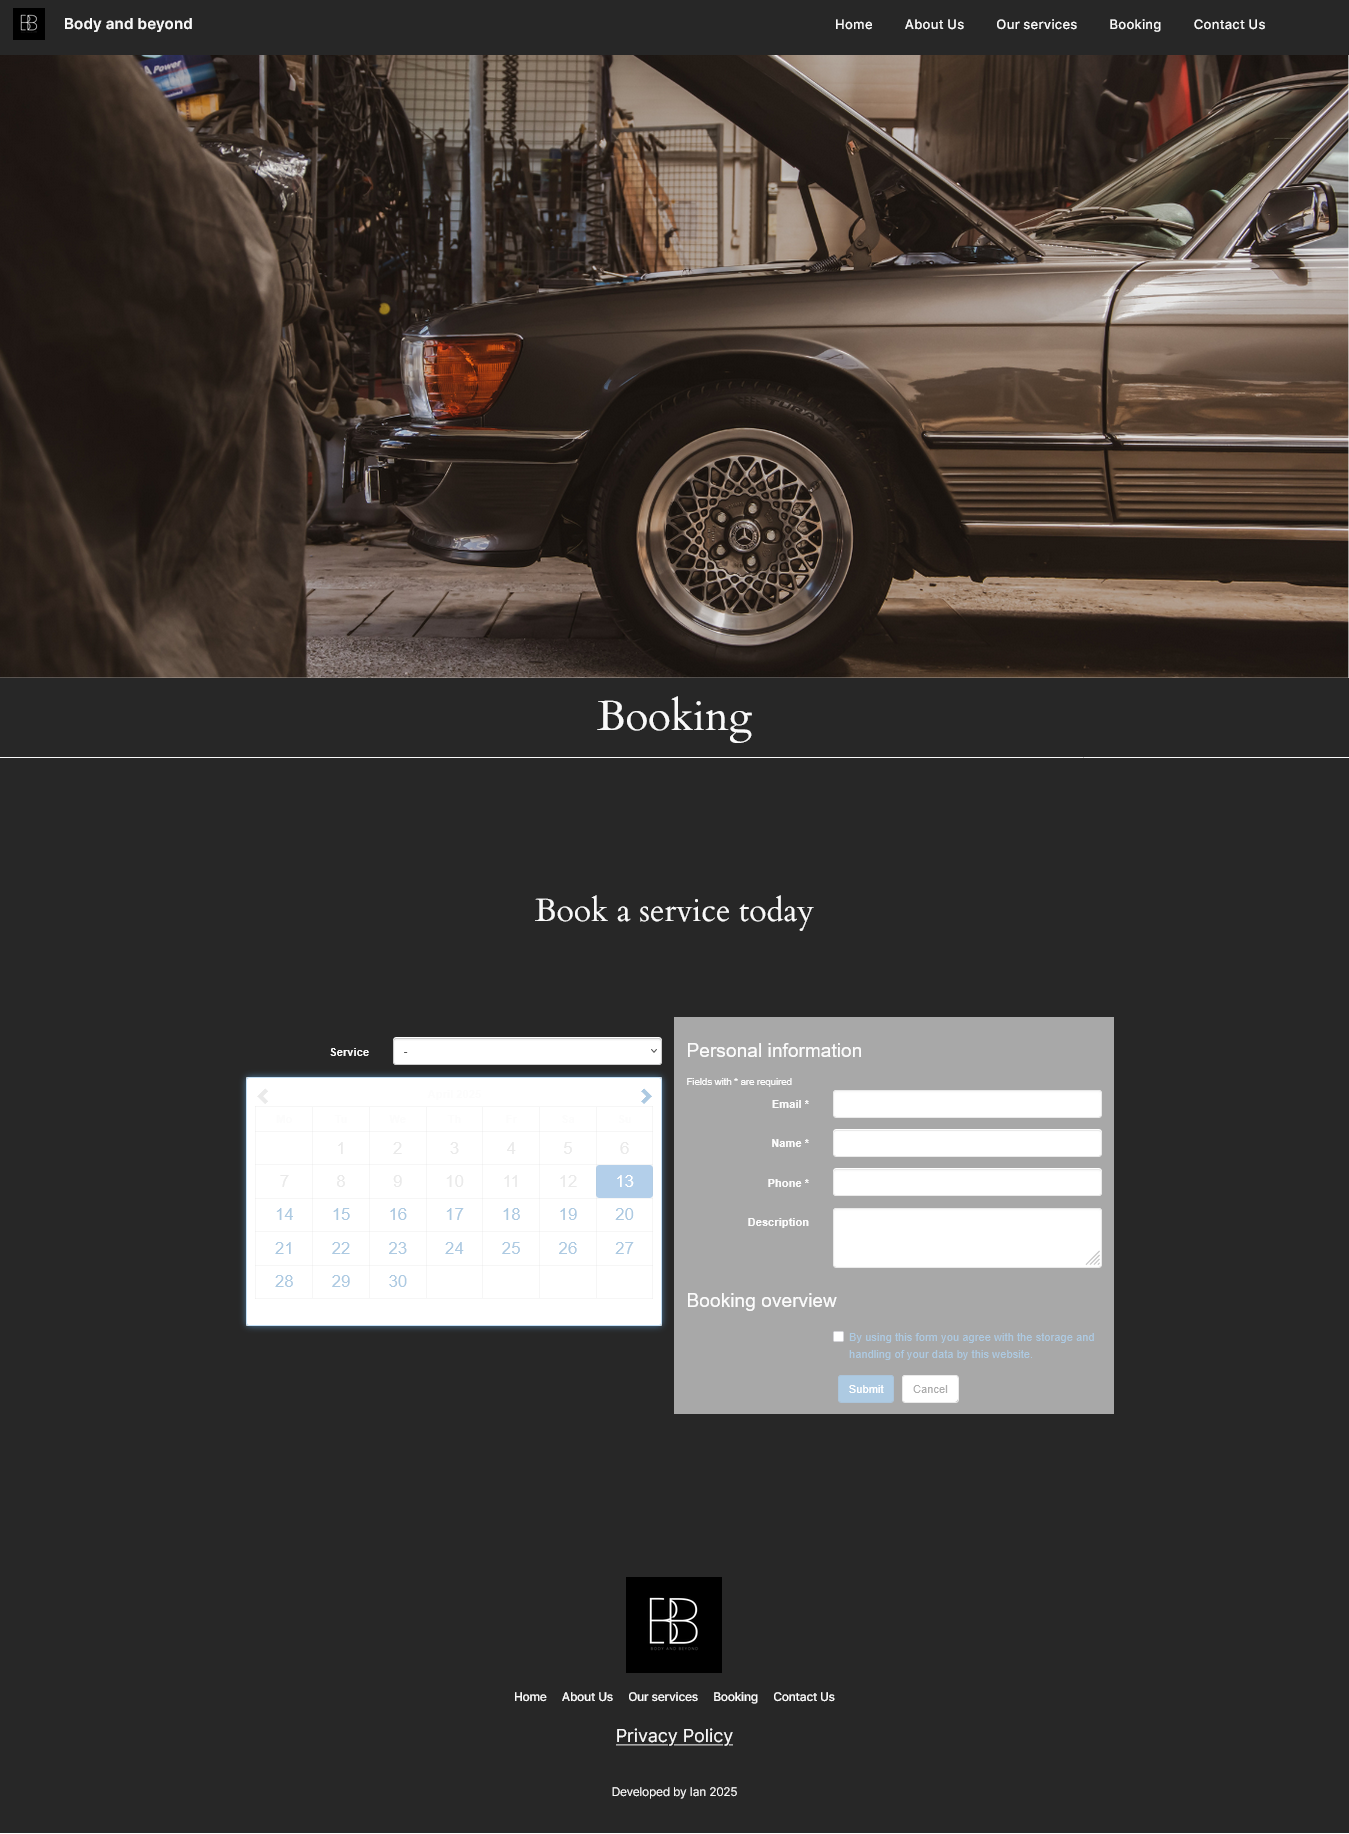 Body and beyond
Home About Us Our services Booking Contact Us
Power
Booking
Book a service today
Service -
1 2 3 4 5 6
7 8 9 10 11 12 13
14 15 16 17 18 19 20
21 22 23 24 25 26 27
28 29 30
Personal information
Fields with * are required
Email *
Name *
Phone *
Description
Booking overview
By using this form you agree with the storage and
handling of your data by this website.
Submit Cancel
BODY AND BEYOND
Home About Us Our services Booking Contact Us
Privacy Policy
Developed by Ian 2025